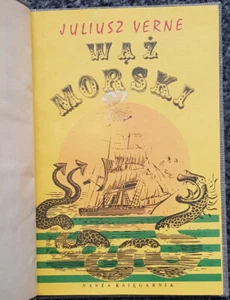 JULIUSZ VERNE
WĄŻ
MORSKI
NASZA KSIĘGARNIA